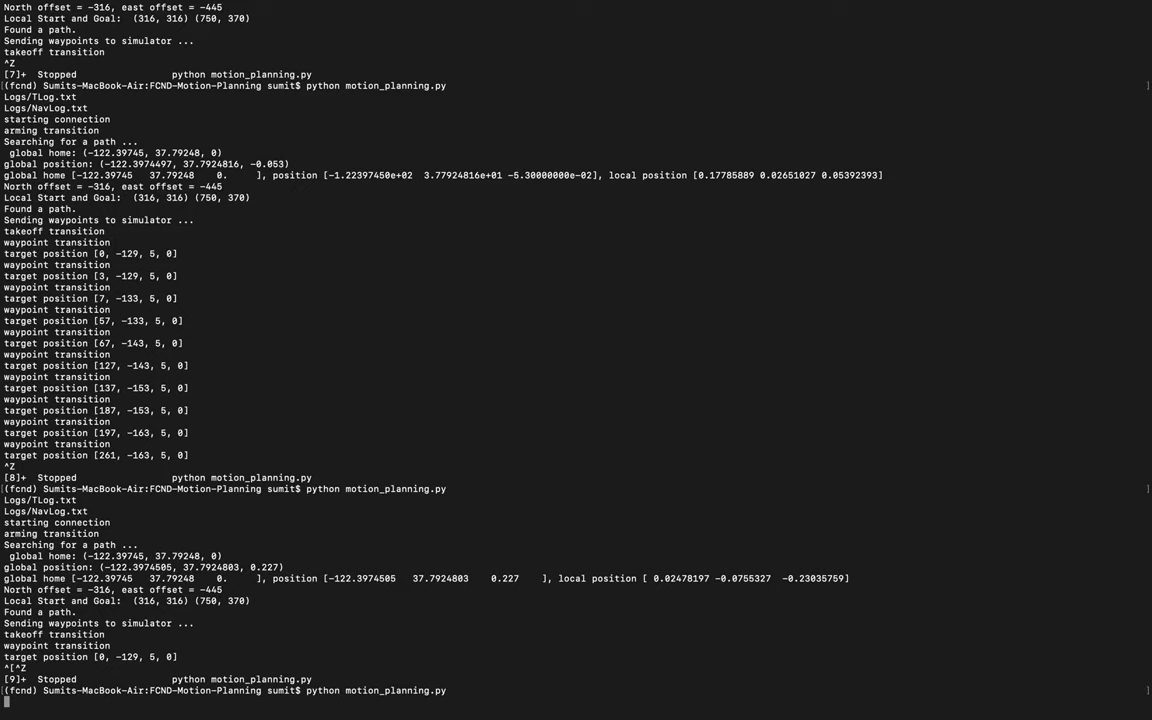 North offset = -316, east offset = -445
Local Start and Goal:  (316, 316) (750, 370)
Found a path.
Sending waypoints to simulator ...
takeoff transition
^Z
[7]+  Stopped                 python motion_planning.py
[(fcnd) Sumits-MacBook-Air:FCND-Motion-Planning sumit$ python motion_planning.py ]
Logs/TLog.txt
Logs/NavLog.txt
starting connection
arming transition
Searching for a path ...
 global home: (-122.39745, 37.79248, 0)
global position: (-122.3974497, 37.7924816, -0.053)
global home [-122.39745   37.79248    0.     ], position [-1.22397450e+02  3.77924816e+01 -5.30000000e-02], local position [0.17785889 0.02651027 0.05392393]
North offset = -316, east offset = -445
Local Start and Goal:  (316, 316) (750, 370)
Found a path.
Sending waypoints to simulator ...
takeoff transition
waypoint transition
target position [0, -129, 5, 0]
waypoint transition
target position [3, -129, 5, 0]
waypoint transition
target position [7, -133, 5, 0]
waypoint transition
target position [57, -133, 5, 0]
waypoint transition
target position [67, -143, 5, 0]
waypoint transition
target position [127, -143, 5, 0]
waypoint transition
target position [137, -153, 5, 0]
waypoint transition
target position [187, -153, 5, 0]
waypoint transition
target position [197, -163, 5, 0]
waypoint transition
target position [261, -163, 5, 0]
^Z
[8]+  Stopped                 python motion_planning.py
[(fcnd) Sumits-MacBook-Air:FCND-Motion-Planning sumit$ python motion_planning.py ]
Logs/TLog.txt
Logs/NavLog.txt
starting connection
arming transition
Searching for a path ...
 global home: (-122.39745, 37.79248, 0)
global position: (-122.3974505, 37.7924803, 0.227)
global home [-122.39745   37.79248    0.     ], position [-122.3974505   37.7924803    0.227    ], local position [ 0.02478197 -0.0755327  -0.23035759]
North offset = -316, east offset = -445
Local Start and Goal:  (316, 316) (750, 370)
Found a path.
Sending waypoints to simulator ...
takeoff transition
waypoint transition
target position [0, -129, 5, 0]
^[^Z
[9]+  Stopped                 python motion_planning.py
[(fcnd) Sumits-MacBook-Air:FCND-Motion-Planning sumit$ python motion_planning.py ]